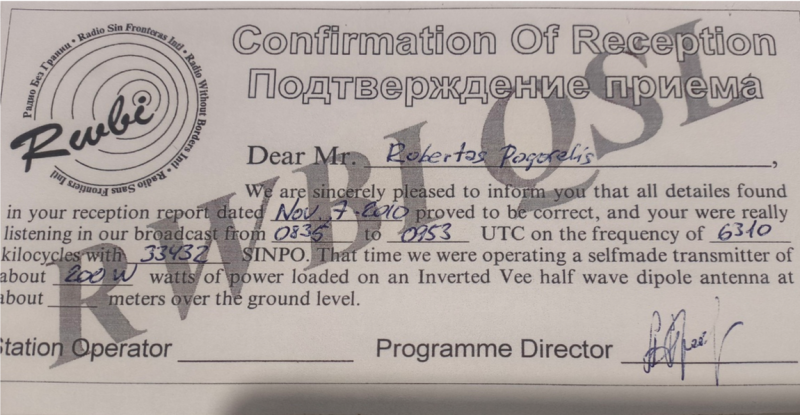 Радио Без Границ • Radio Sin Fronteras Intl • Radio Without Borders Intl • Radio Sans Frontiers Intl
Rwbi
Confirmation Of Reception
Подтверждение приема
RWBI QSL
Dear Mr. Robertas Pogorelis,
We are sincerely pleased to inform you that all detailes found
in your reception report dated Nov. 7-2010 proved to be correct, and your were really
listening in our broadcast from 0835 to 0953 UTC on the frequency of 6310
kilocycles with 33432 SINPO. That time we were operating a selfmade transmitter of
about 200 W watts of power loaded on an Inverted Vee half wave dipole antenna at
about ____ meters over the ground level.
Station Operator ____ Programme Director